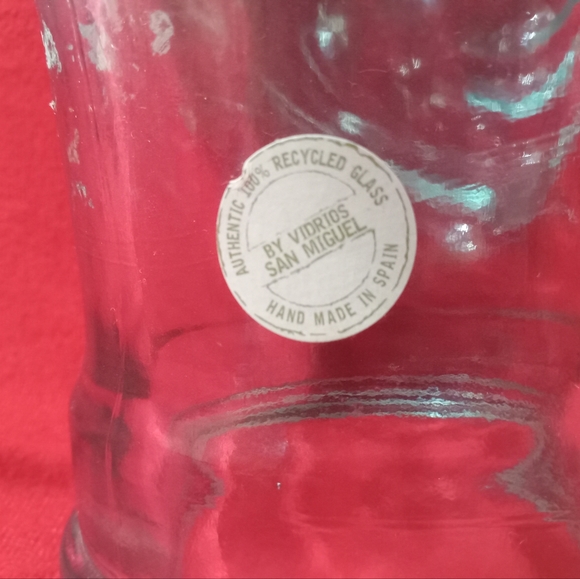 AUTHENTIC 100% RECYCLED GLASS
BY VIDRIOS
SAN MIGUEL
HAND MADE IN SPAIN